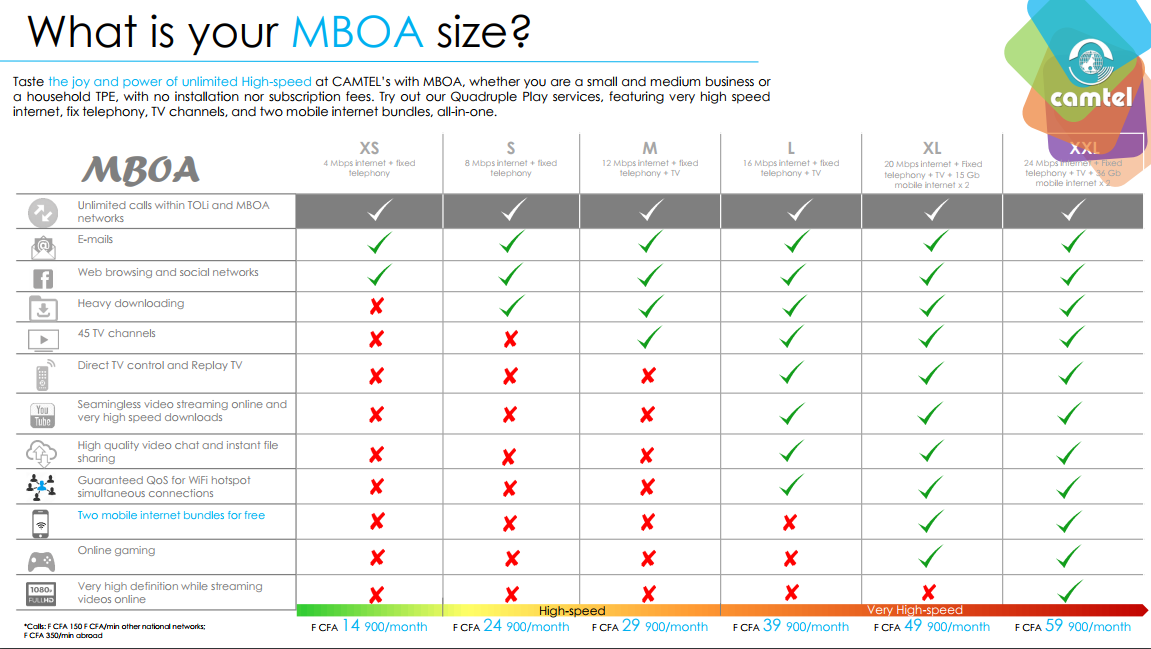 What is your MBOA size?
camtel
Taste the joy and power of unlimited High-speed at CAMTEL's with MBOA, whether you are a small and medium business or
a household TPE, with no installation nor subscription fees. Try out our Quadruple Play services, featuring very high speed
internet, fix telephony, TV channels, and two mobile internet bundles, all-in-one.
MBOA
XS
4 Mbps internet + fixed
telephony
S
8 Mbps internet + fixed
telephony
M
12 Mbps internet + fixed
telephony + TV
L
16 Mbps internet + fixed
telephony + TV
XL
20 Mbps internet + Fixed
telephony + TV + 15 Gb
mobile internet x 2
XXL
24 Mbps internet + Fixed
telephony + TV + 36 Gb
mobile internet x 2
Unlimited calls within TOLi and MBOA
networks
E-mails
Web browsing and social networks
Heavy downloading
45 TV channels
Direct TV control and Replay TV
You
Tube
Seamingless video streaming online and
very high speed downloads
High quality video chat and instant file
sharing
Guaranteed QoS for WiFi hotspot
simultaneous connections
Two mobile internet bundles for free
Online gaming
1080p
FULLHD
Very high definition while streaming
videos online
High-speed
Very High-speed
*Calls: F CFA 150 F CFA/min other national networks;
F CFA 350/min abroad
F CFA 14 900/month
F CFA 24 900/month
F CFA 29 900/month
F CFA 39 900/month
F CFA 49 900/month
F CFA 59 900/month